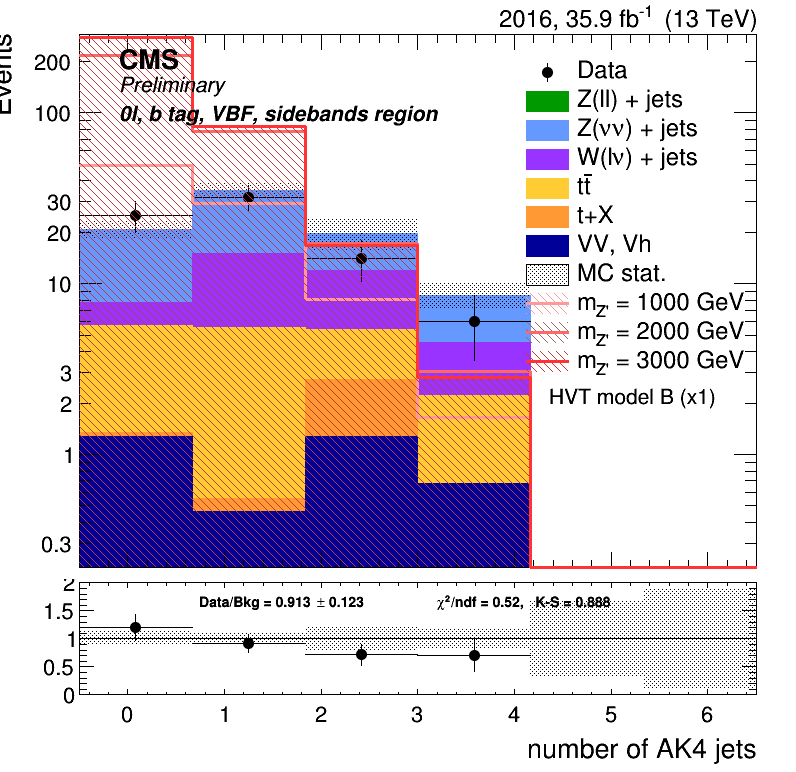 2016, 35.9 fb⁻¹ (13 TeV)
Events
CMS
Preliminary
0l, b tag, VBF, sidebands region
Data
Z(ll) + jets
Z(νν) + jets
W(lν) + jets
tt̄
t+X
VV, Vh
MC stat.
m_Z' = 1000 GeV
m_Z' = 2000 GeV
m_Z' = 3000 GeV
HVT model B (x1)
200
100
30
20
10
3
2
1
0.3
Data/Bkg = 0.913 ± 0.123
χ²/ndf = 0.52, K-S = 0.888
2
1.5
1
0.5
0
0 1 2 3 4 5 6
number of AK4 jets